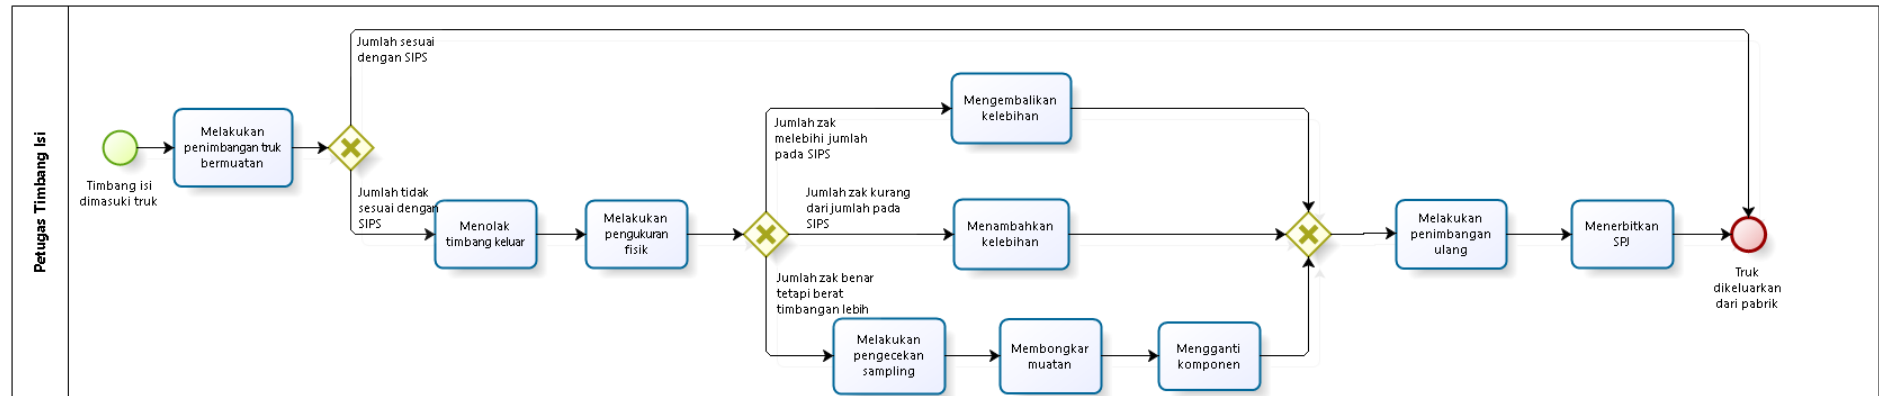 Petugas Timbang Isi
Timbang isi
dimasuki truk
Melakukan
penimbangan truk
bermuatan
Jumlah sesuai
dengan SIPS
Jumlah tidak
sesuai dengan
SIPS
Menolak
timbang keluar
Melakukan
pengukuran
fisik
Jumlah zak
melebihi jumlah
pada SIPS
Mengembalikan
kelebihan
Jumlah zak kurang
dari jumlah pada
SIPS
Menambahkan
kelebihan
Jumlah zak benar
tetapi berat
timbangan lebih
Melakukan
pengecekan
sampling
Membongkar
muatan
Mengganti
komponen
Melakukan
penimbangan
ulang
Menerbitkan
SPJ
Truk
dikeluarkan
dari pabrik